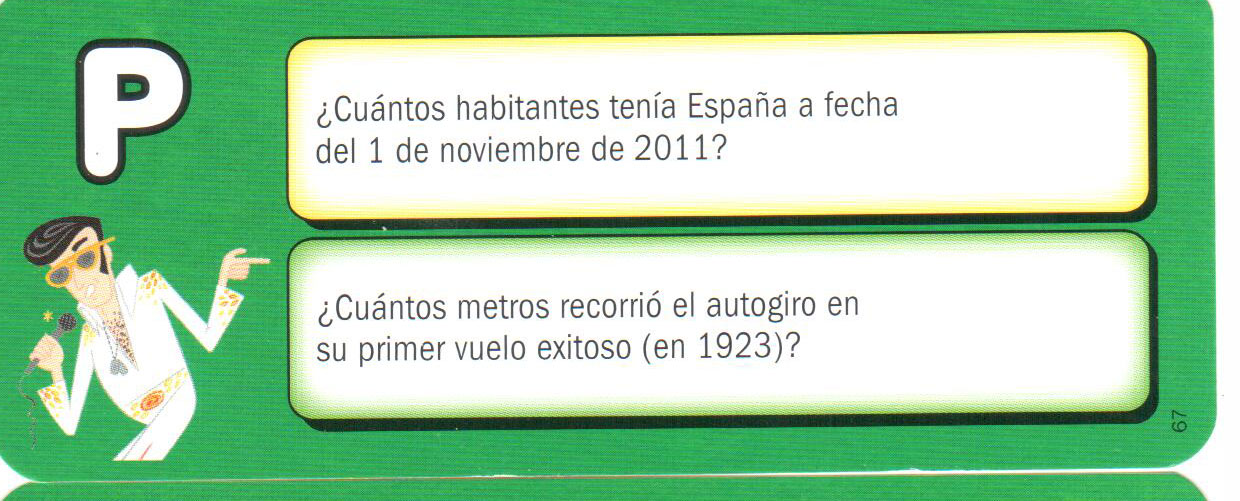 P
¿Cuántos habitantes tenía España a fecha
del 1 de noviembre de 2011?
¿Cuántos metros recorrió el autogiro en
su primer vuelo exitoso (en 1923)?
67